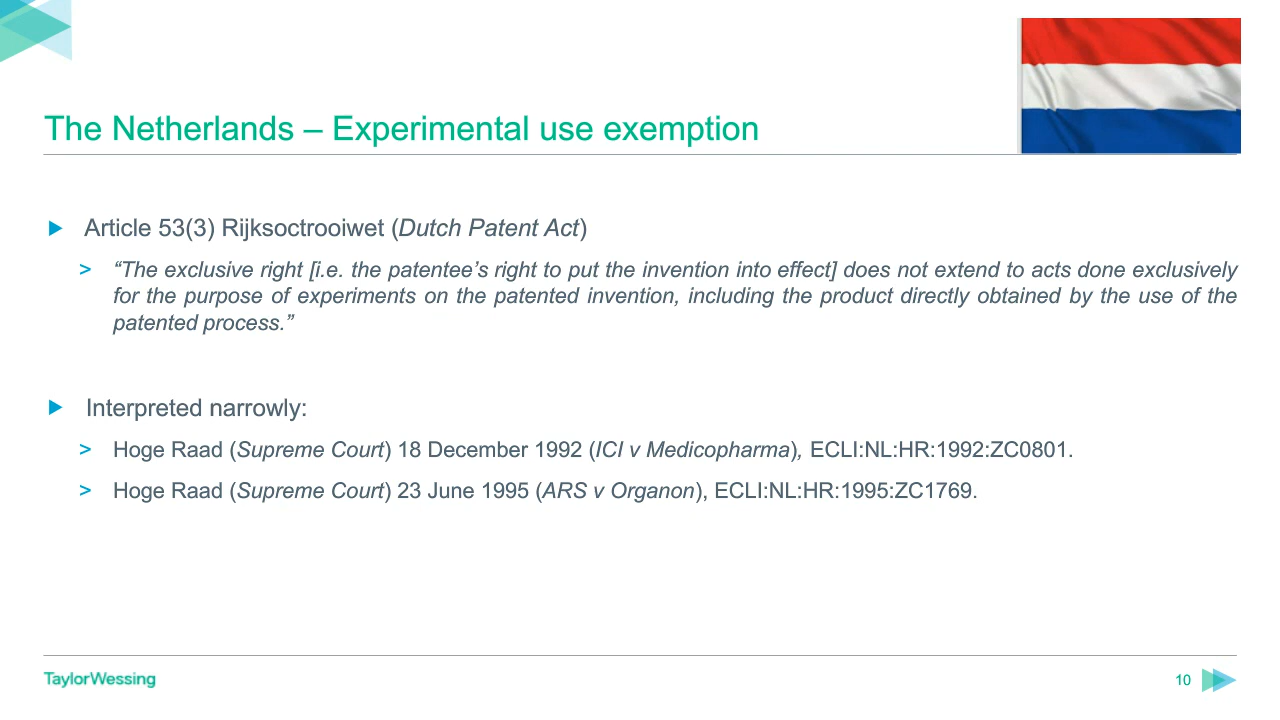 The Netherlands – Experimental use exemption
Article 53(3) Rijksoctrooiwet (Dutch Patent Act)
> “The exclusive right [i.e. the patentee’s right to put the invention into effect] does not extend to acts done exclusively
for the purpose of experiments on the patented invention, including the product directly obtained by the use of the
patented process.”
Interpreted narrowly:
> Hoge Raad (Supreme Court) 18 December 1992 (ICI v Medicopharma), ECLI:NL:HR:1992:ZC0801.
> Hoge Raad (Supreme Court) 23 June 1995 (ARS v Organon), ECLI:NL:HR:1995:ZC1769.
TaylorWessing
10